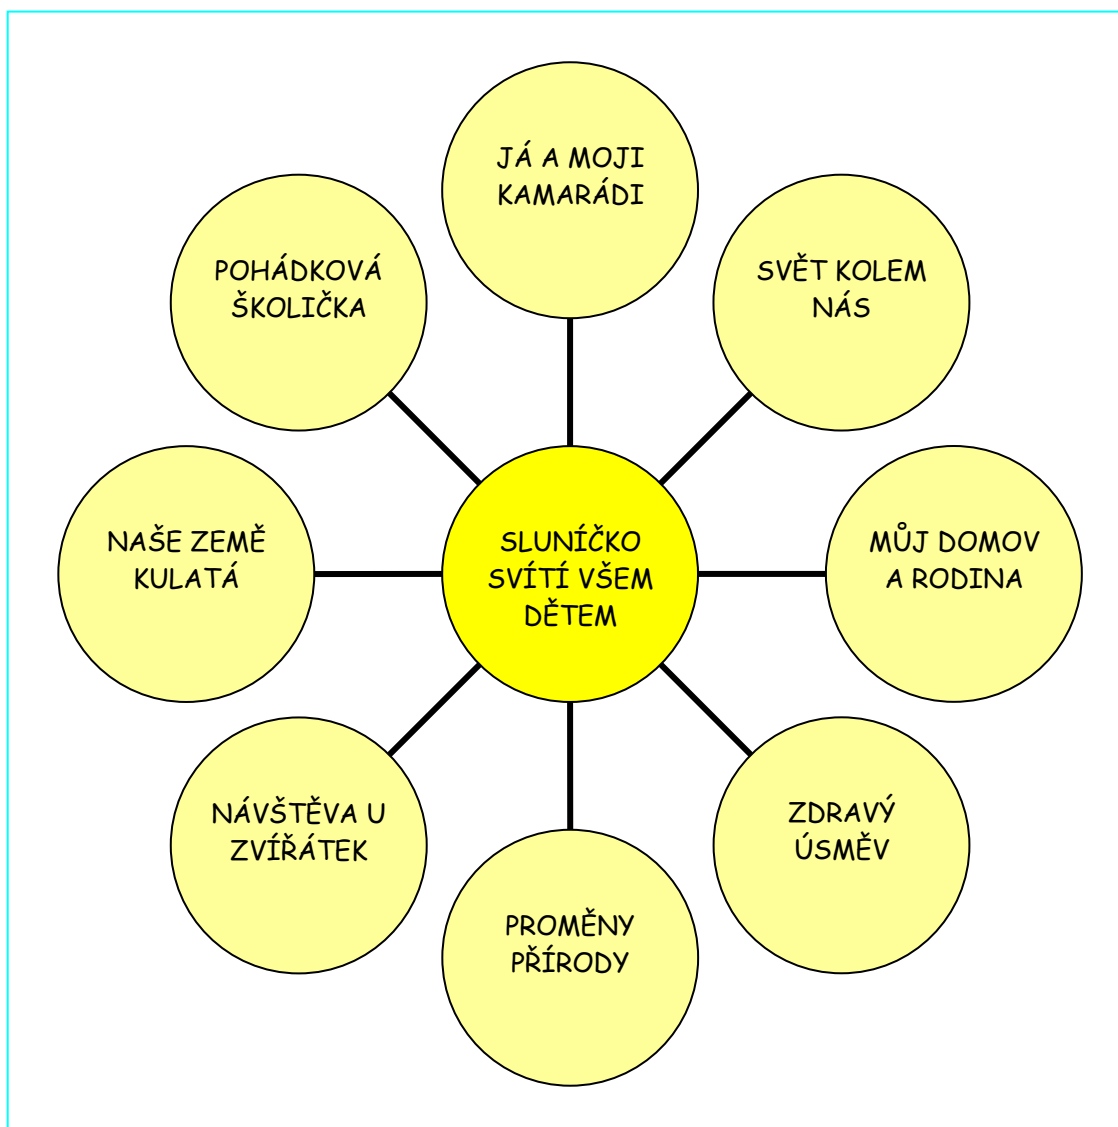 JÁ A MOJI
KAMARÁDI
POHÁDKOVÁ
ŠKOLIČKA
SVĚT KOLEM
NÁS
NAŠE ZEMĚ
KULATÁ
SLUNÍČKO
SVÍTÍ VŠEM
DĚTEM
MŮJ DOMOV
A RODINA
NÁVŠTĚVA U
ZVÍŘÁTEK
ZDRAVÝ
ÚSMĚV
PROMĚNY
PŘÍRODY